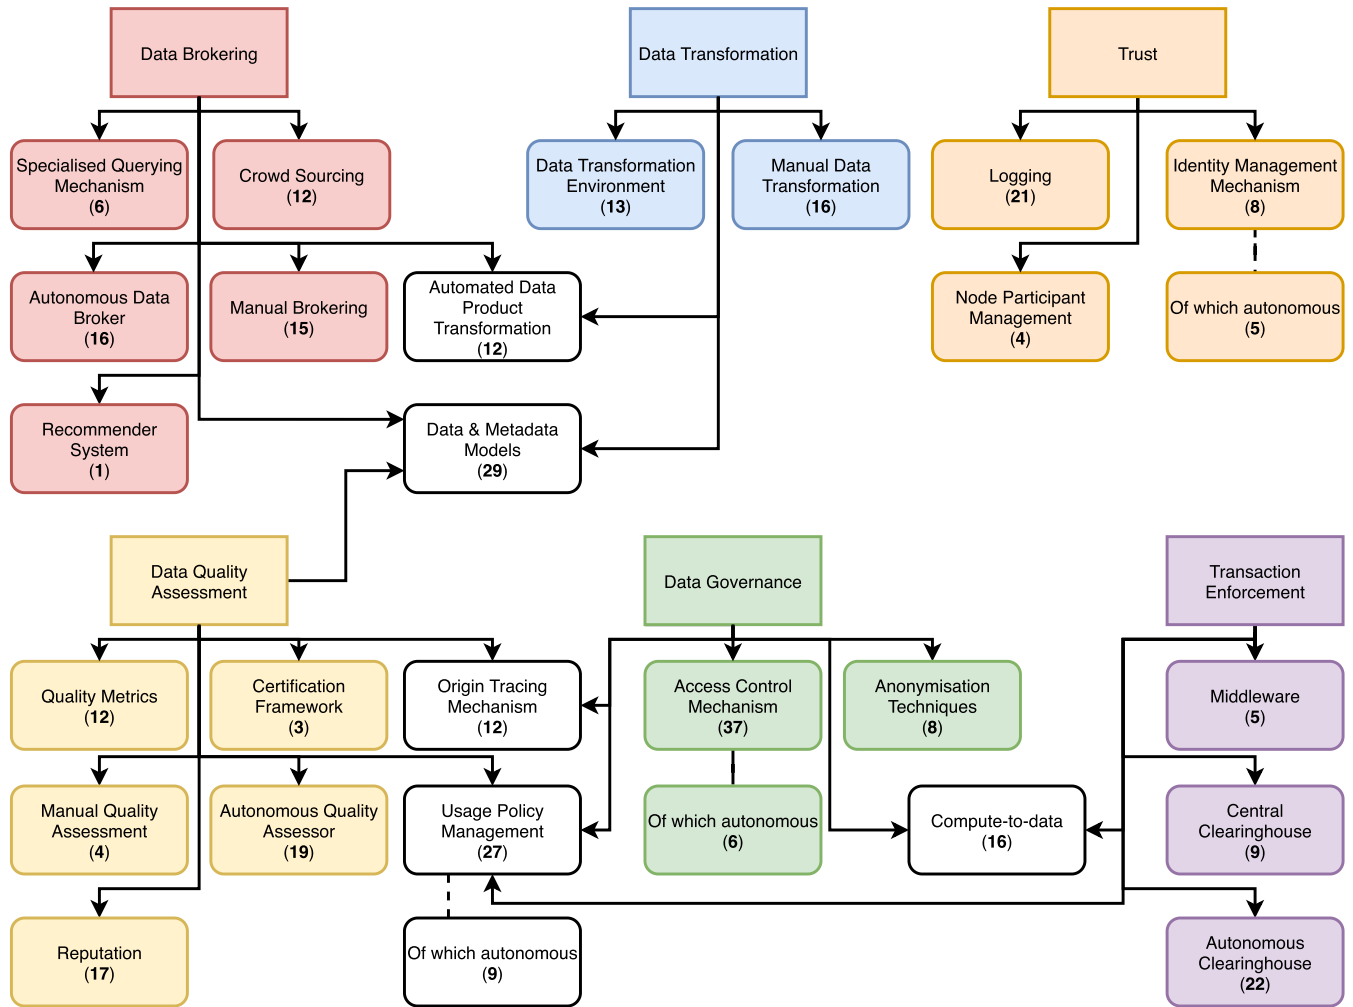 Data Brokering
Data Transformation
Trust
Specialised Querying
Mechanism
(6)
Crowd Sourcing
(12)
Data Transformation
Environment
(13)
Manual Data
Transformation
(16)
Logging
(21)
Identity Management
Mechanism
(8)
Autonomous Data
Broker
(16)
Manual Brokering
(15)
Automated Data
Product
Transformation
(12)
Node Participant
Management
(4)
Of which autonomous
(5)
Recommender
System
(1)
Data & Metadata
Models
(29)
Data Quality
Assessment
Data Governance
Transaction
Enforcement
Quality Metrics
(12)
Certification
Framework
(3)
Origin Tracing
Mechanism
(12)
Access Control
Mechanism
(37)
Anonymisation
Techniques
(8)
Middleware
(5)
Manual Quality
Assessment
(4)
Autonomous Quality
Assessor
(19)
Usage Policy
Management
(27)
Of which autonomous
(6)
Compute-to-data
(16)
Central
Clearinghouse
(9)
Reputation
(17)
Of which autonomous
(9)
Autonomous
Clearinghouse
(22)